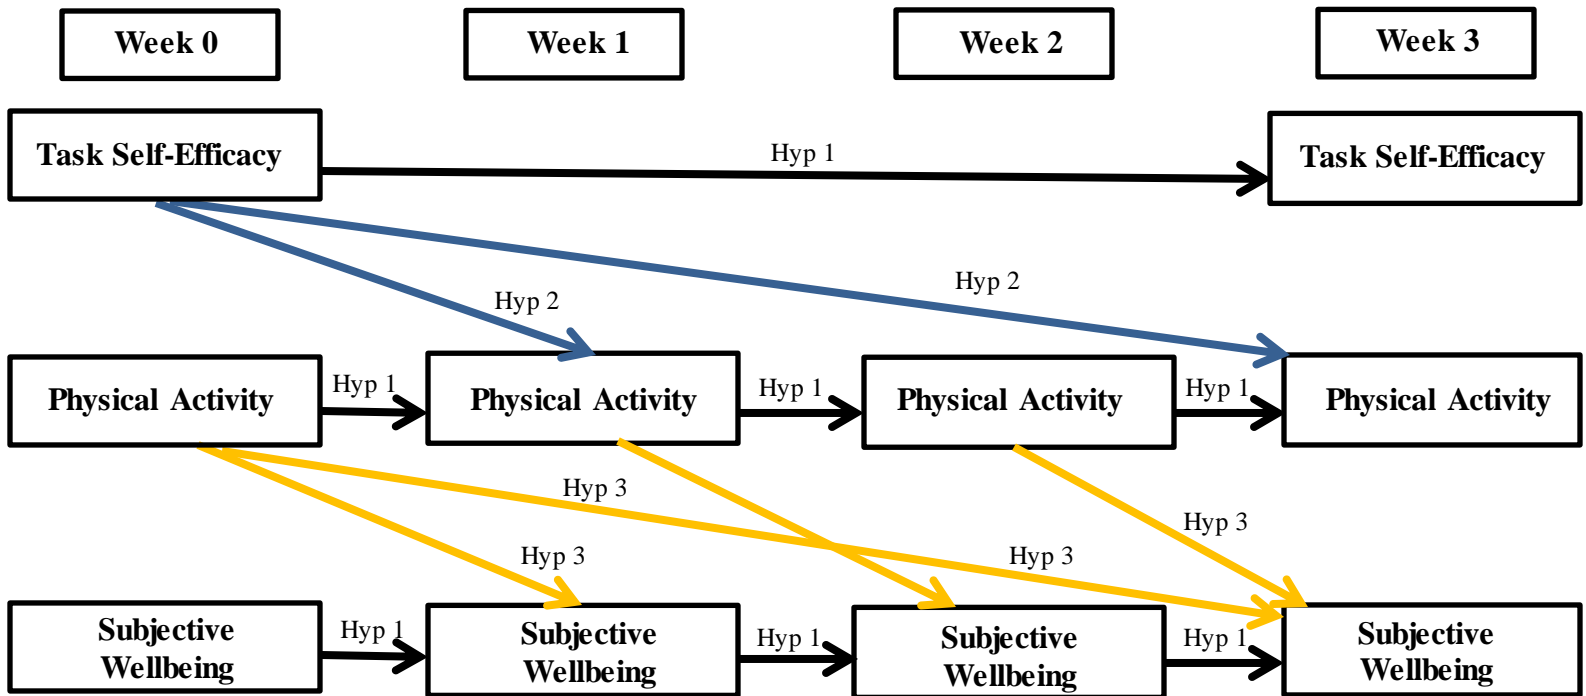 Week 0
Week 1
Week 2
Week 3
Task Self-Efficacy
Hyp 1
Task Self-Efficacy
Hyp 2
Hyp 2
Physical Activity
Hyp 1
Physical Activity
Hyp 1
Physical Activity
Hyp 1
Physical Activity
Hyp 3
Hyp 3
Hyp 3
Hyp 3
Subjective
Wellbeing
Hyp 1
Subjective
Wellbeing
Hyp 1
Subjective
Wellbeing
Hyp 1
Subjective
Wellbeing